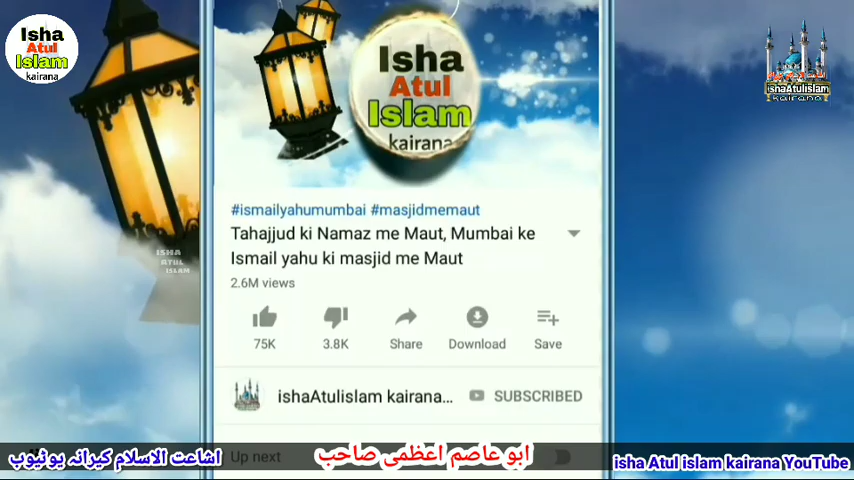 Isha
Atul
Islam
kairana
Isha
Atul
Islam
kairana
ishaAtulislam
kairana
ISHA
ATUL
ISLAM
#ismailyahumumbai #masjidmemaut
Tahajjud ki Namaz me Maut, Mumbai ke
Ismail yahu ki masjid me Maut
2.6M views
75K 3.8K Share Download Save
ishaAtulislam kairana... SUBSCRIBED
Up next
اشاعت الاسلام کیرانہ یوٹیوب
ابو عاصم اعظمی صاحب
isha Atul islam kairana YouTube